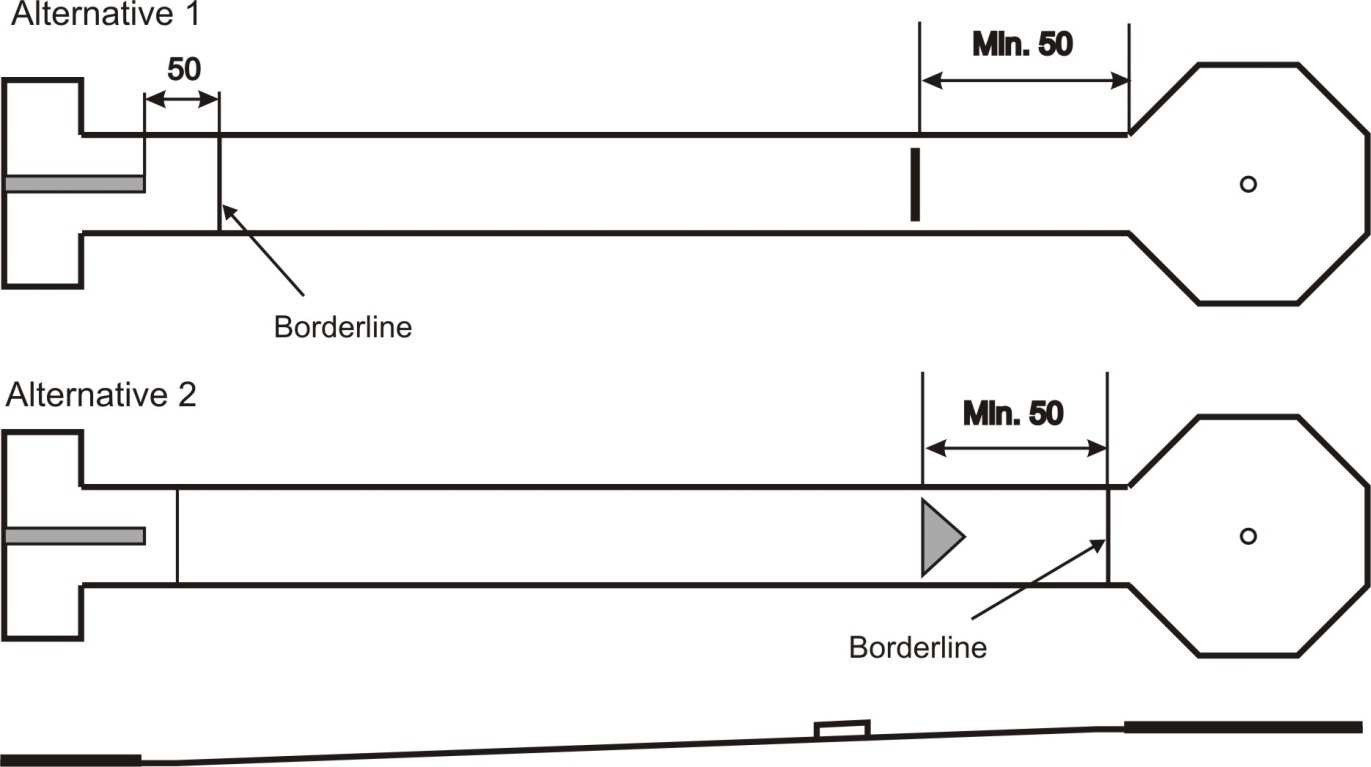 Alternative 1
50
Min. 50
Borderline
Alternative 2
Min. 50
Borderline